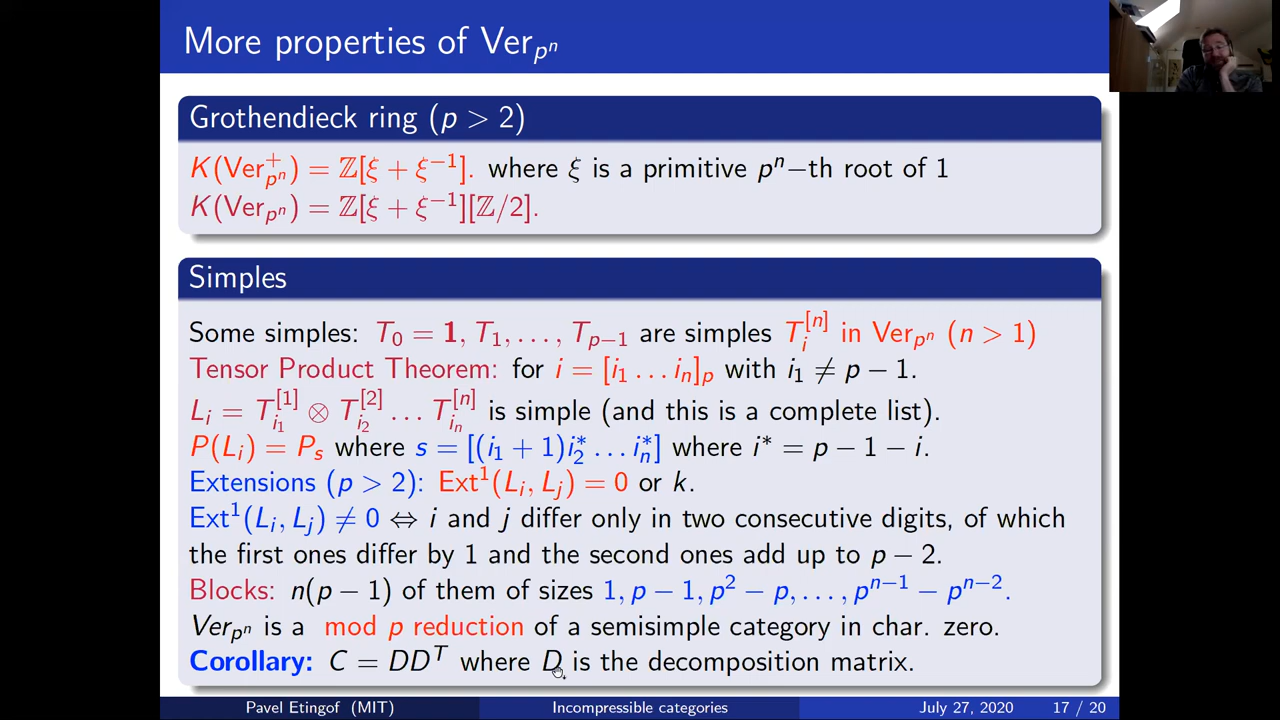 More properties of Ver_{p^n}
Grothendieck ring (p > 2)
K(Ver^+_{p^n}) = ℤ[ξ + ξ^{-1}]. where ξ is a primitive p^n−th root of 1
K(Ver_{p^n}) = ℤ[ξ + ξ^{-1}][ℤ/2].
Simples
Some simples: T_0 = 𝟏, T_1, . . . , T_{p−1} are simples T_i^{[n]} in Ver_{p^n} (n > 1)
Tensor Product Theorem: for i = [i_1 . . . i_n]_p with i_1 ≠ p − 1.
L_i = T_{i_1}^{[1]} ⊗ T_{i_2}^{[2]} . . . T_{i_n}^{[n]} is simple (and this is a complete list).
P(L_i) = P_s where s = [(i_1 + 1)i_2^* . . . i_n^*] where i^* = p − 1 − i.
Extensions (p > 2): Ext^1(L_i, L_j) = 0 or k.
Ext^1(L_i, L_j) ≠ 0 ⇔ i and j differ only in two consecutive digits, of which
the first ones differ by 1 and the second ones add up to p − 2.
Blocks: n(p − 1) of them of sizes 1, p − 1, p^2 − p, . . . , p^{n−1} − p^{n−2}.
Ver_{p^n} is a mod p reduction of a semisimple category in char. zero.
Corollary: C = DD^T where D is the decomposition matrix.
Pavel Etingof (MIT) Incompressible categories July 27, 2020 17 / 20